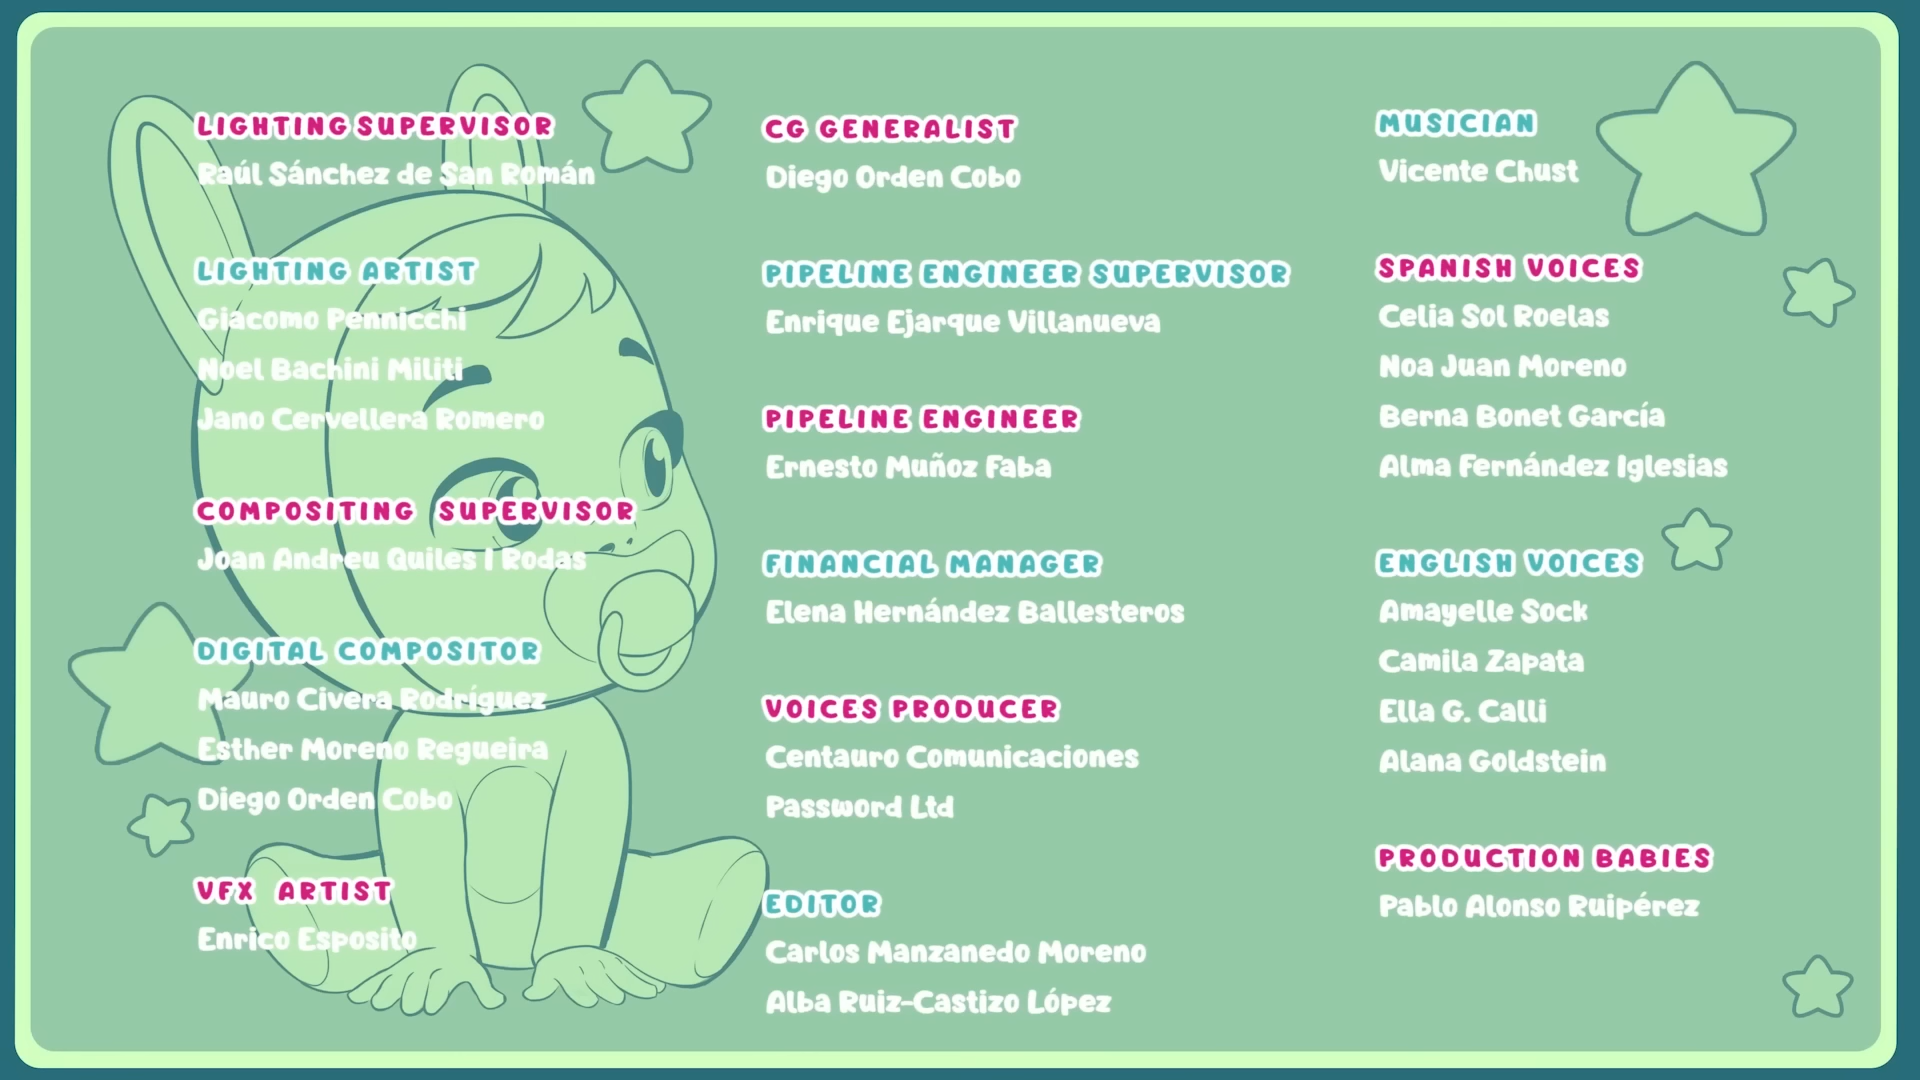 LIGHTING SUPERVISOR
Raúl Sánchez de San Román
LIGHTING ARTIST
Giacomo Pennicchi
Noel Bachini Militi
Jano Cervellera Romero
COMPOSITING SUPERVISOR
Joan Andreu Quiles I Rodas
DIGITAL COMPOSITOR
Mauro Civera Rodríguez
Esther Moreno Regueira
Diego Orden Cobo
VFX ARTIST
Enrico Esposito
CG GENERALIST
Diego Orden Cobo
PIPELINE ENGINEER SUPERVISOR
Enrique Ejarque Villanueva
PIPELINE ENGINEER
Ernesto Muñoz Faba
FINANCIAL MANAGER
Elena Hernández Ballesteros
VOICES PRODUCER
Centauro Comunicaciones
Password Ltd
EDITOR
Carlos Manzanedo Moreno
Alba Ruiz-Castizo López
MUSICIAN
Vicente Chust
SPANISH VOICES
Celia Sol Roelas
Noa Juan Moreno
Berna Bonet García
Alma Fernández Iglesias
ENGLISH VOICES
Amayelle Sock
Camila Zapata
Ella G. Calli
Alana Goldstein
PRODUCTION BABIES
Pablo Alonso Ruipérez